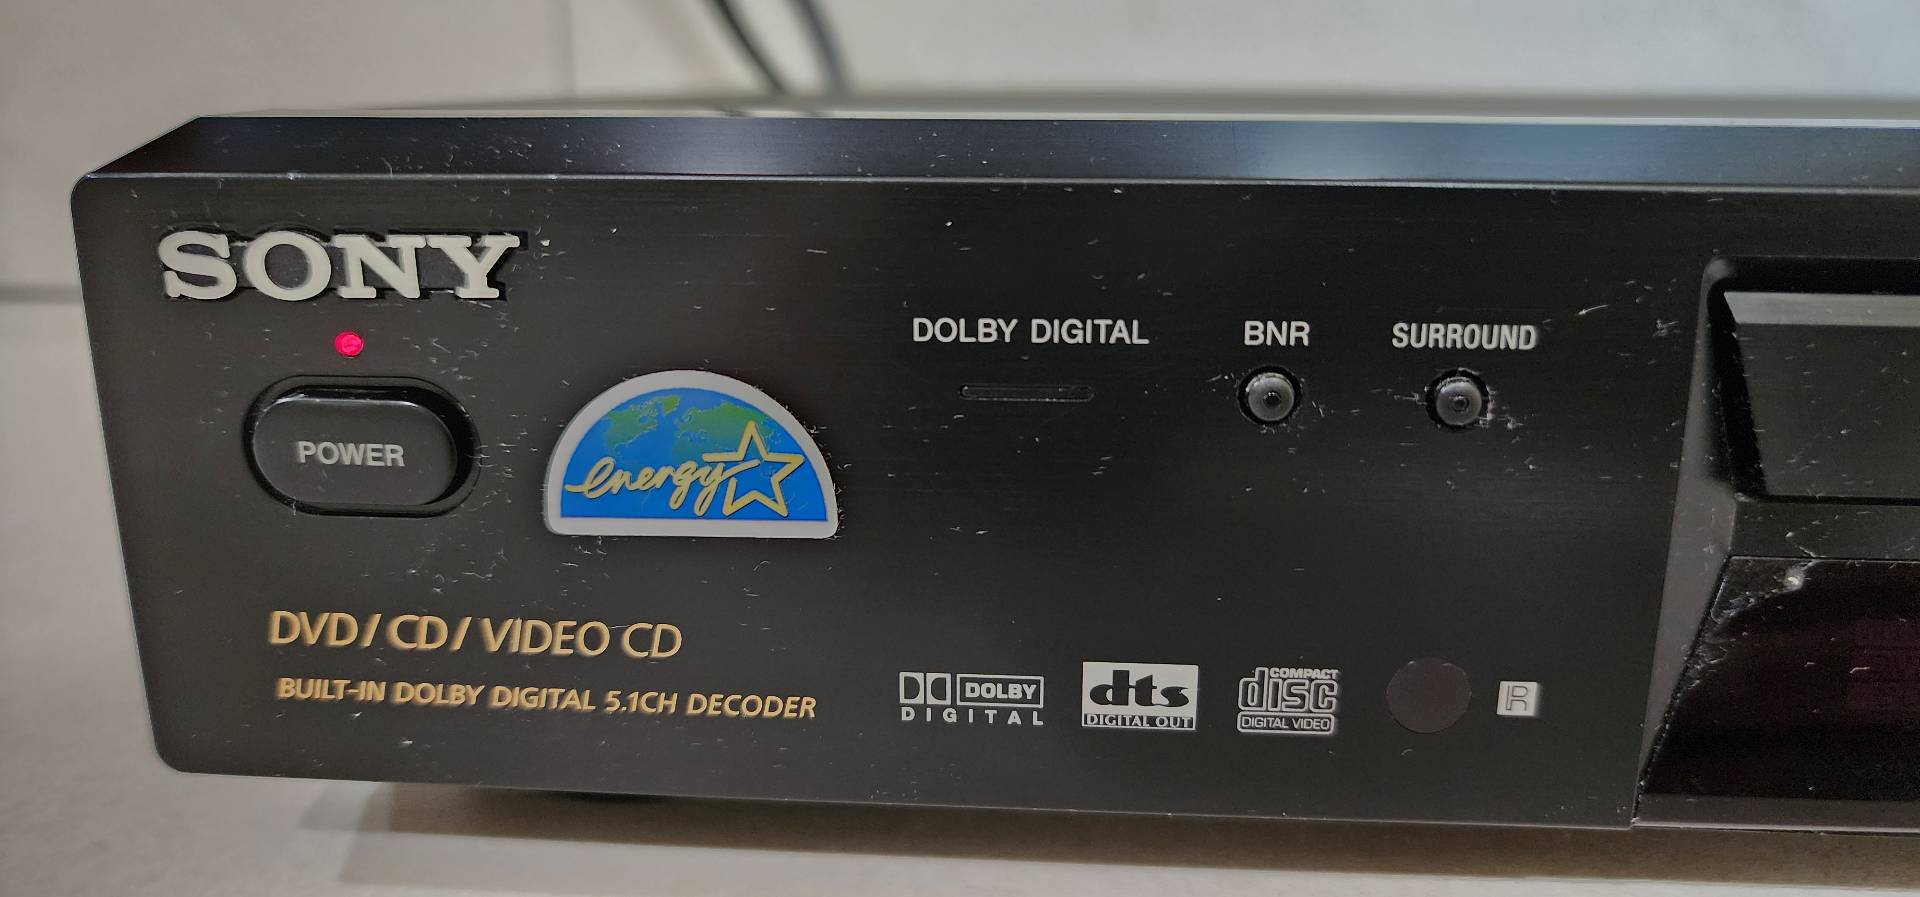 SONY
POWER
energy
DOLBY DIGITAL
BNR
SURROUND
DVD / CD / VIDEO CD
BUILT-IN DOLBY DIGITAL 5.1CH DECODER
DOLBY
DIGITAL
dts
DIGITAL OUT
COMPACT
disc
DIGITAL VIDEO
R